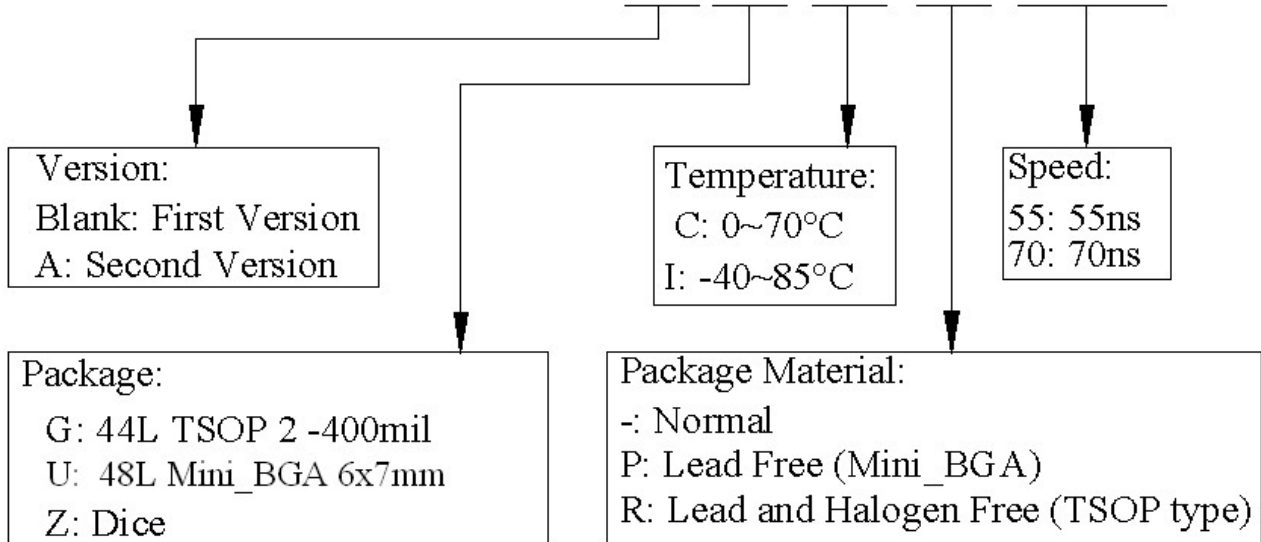 Version:
Blank: First Version
A: Second Version
Temperature:
C: 0~70°C
I: -40~85°C
Speed:
55: 55ns
70: 70ns
Package:
G: 44L TSOP 2 -400mil
U: 48L Mini_BGA 6x7mm
Z: Dice
Package Material:
-: Normal
P: Lead Free (Mini_BGA)
R: Lead and Halogen Free (TSOP type)